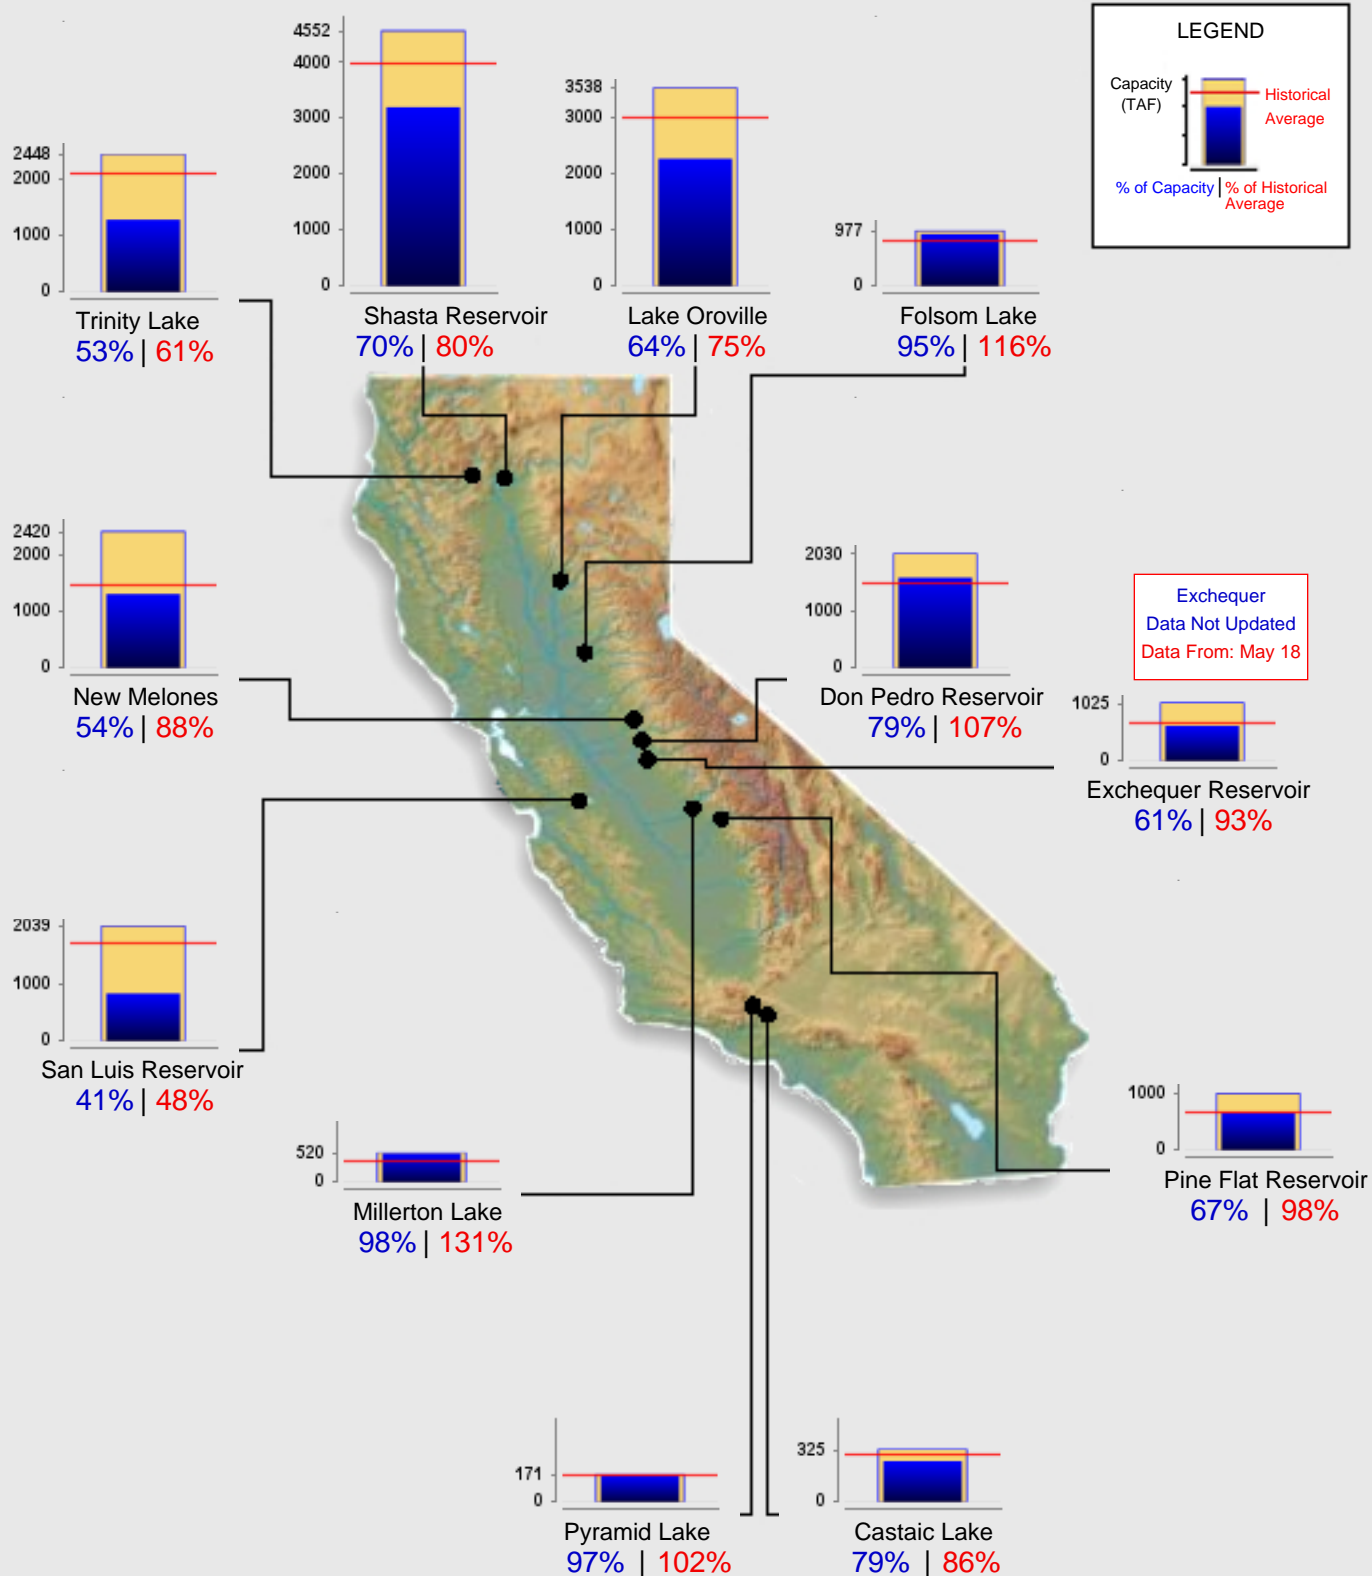 LEGEND
Capacity
(TAF)
Historical
Average
% of Capacity | % of Historical
Average
2448
2000
1000
0
Trinity Lake
53% | 61%
4552
4000
3000
2000
1000
0
Shasta Reservoir
70% | 80%
3538
3000
2000
1000
0
Lake Oroville
64% | 75%
977
0
Folsom Lake
95% | 116%
2420
2000
1000
0
New Melones
54% | 88%
2030
1000
0
Don Pedro Reservoir
79% | 107%
Exchequer
Data Not Updated
Data From: May 18
1025
0
Exchequer Reservoir
61% | 93%
2039
1000
0
San Luis Reservoir
41% | 48%
520
0
Millerton Lake
98% | 131%
1000
0
Pine Flat Reservoir
67% | 98%
171
0
Pyramid Lake
97% | 102%
325
0
Castaic Lake
79% | 86%